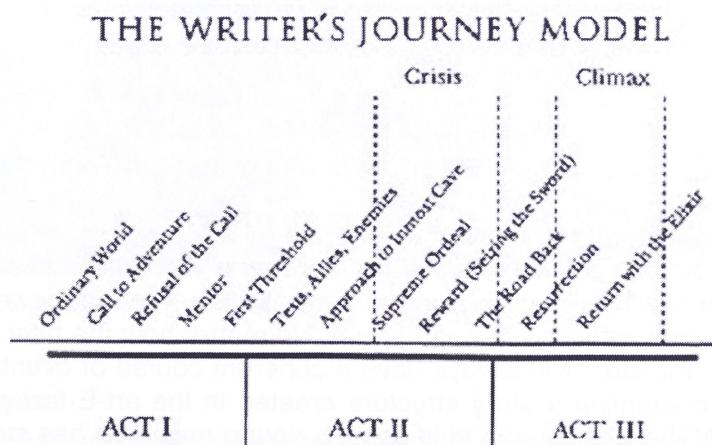 THE WRITER'S JOURNEY MODEL
Crisis
Climax
Ordinary World
Call to Adventure
Refusal of the Call
Mentor
First Threshold
Tests, Allies, Enemies
Approach to Inmost Cave
Supreme Ordeal
Reward (Seizing the Sword)
The Road Back
Resurrection
Return with the Elixir
ACT I
ACT II
ACT III